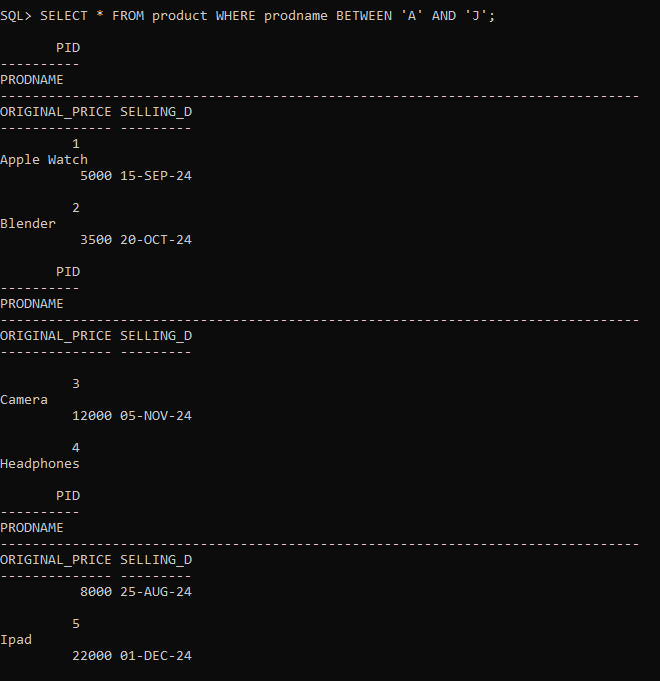 SQL> SELECT * FROM product WHERE prodname BETWEEN 'A' AND 'J';
PID
----------
PRODNAME
--------------------------------------------------------------------------------
ORIGINAL_PRICE SELLING_D
-------------- ---------
1
Apple Watch
5000 15-SEP-24
2
Blender
3500 20-OCT-24
PID
----------
PRODNAME
--------------------------------------------------------------------------------
ORIGINAL_PRICE SELLING_D
-------------- ---------
3
Camera
12000 05-NOV-24
4
Headphones
PID
----------
PRODNAME
--------------------------------------------------------------------------------
ORIGINAL_PRICE SELLING_D
-------------- ---------
8000 25-AUG-24
5
Ipad
22000 01-DEC-24